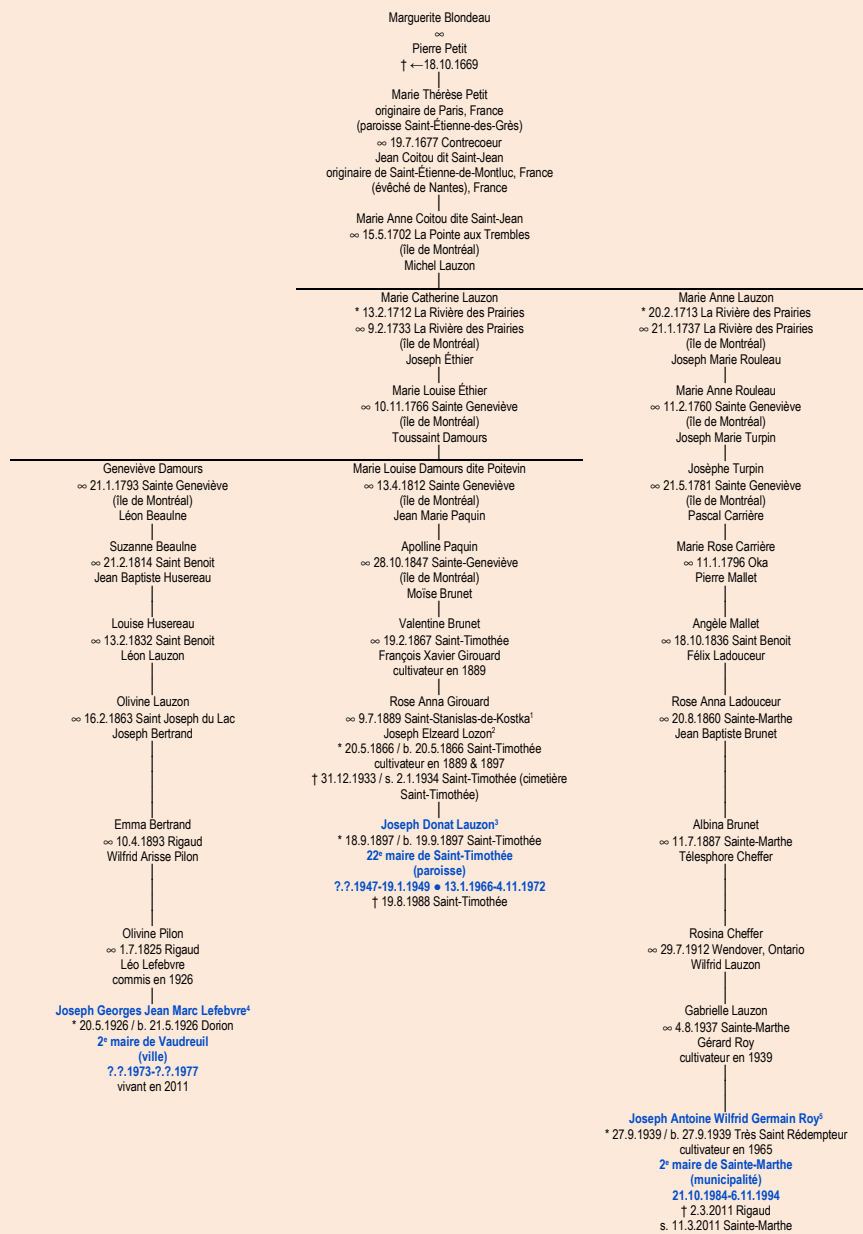 Marguerite Blondeau
∞
Pierre Petit
† ←18.10.1669
Marie Thérèse Petit
originaire de Paris, France
(paroisse Saint-Étienne-des-Grès)
∞ 19.7.1677 Contrecoeur
Jean Coitou dit Saint-Jean
originaire de Saint-Étienne-de-Montluc, France
(évêché de Nantes), France
Marie Anne Coitou dite Saint-Jean
∞ 15.5.1702 La Pointe aux Trembles
(île de Montréal)
Michel Lauzon
Marie Catherine Lauzon
* 13.2.1712 La Rivière des Prairies
∞ 9.2.1733 La Rivière des Prairies
(île de Montréal)
Joseph Éthier
Marie Louise Éthier
∞ 10.11.1766 Sainte Geneviève
(île de Montréal)
Toussaint Damours
Marie Anne Lauzon
* 20.2.1713 La Rivière des Prairies
∞ 21.1.1737 La Rivière des Prairies
(île de Montréal)
Joseph Marie Rouleau
Marie Anne Rouleau
∞ 11.2.1760 Sainte Geneviève
(île de Montréal)
Joseph Marie Turpin
Geneviève Damours
∞ 21.1.1793 Sainte Geneviève
(île de Montréal)
Léon Beaulne
Suzanne Beaulne
∞ 21.2.1814 Saint Benoit
Jean Baptiste Husereau
Louise Husereau
∞ 13.2.1832 Saint Benoit
Léon Lauzon
Olivine Lauzon
∞ 16.2.1863 Saint Joseph du Lac
Joseph Bertrand
Emma Bertrand
∞ 10.4.1893 Rigaud
Wilfrid Arisse Pilon
Olivine Pilon
∞ 1.7.1825 Rigaud
Léo Lefebvre
commis en 1926
Joseph Georges Jean Marc Lefebvre⁴
* 20.5.1926 / b. 21.5.1926 Dorion
2ᵉ maire de Vaudreuil
(ville)
?.?.1973-?.?.1977
vivant en 2011
Marie Louise Damours dite Poitevin
∞ 13.4.1812 Sainte Geneviève
(île de Montréal)
Jean Marie Paquin
Apolline Paquin
∞ 28.10.1847 Sainte-Geneviève
(île de Montréal)
Moïse Brunet
Valentine Brunet
∞ 19.2.1867 Saint-Timothée
François Xavier Girouard
cultivateur en 1889
Rose Anna Girouard
∞ 9.7.1889 Saint-Stanislas-de-Kostka¹
Joseph Elzeard Lozon²
* 20.5.1866 / b. 20.5.1866 Saint-Timothée
cultivateur en 1889 & 1897
† 31.12.1933 / s. 2.1.1934 Saint-Timothée (cimetière
Saint-Timothée)
Joseph Donat Lauzon³
* 18.9.1897 / b. 19.9.1897 Saint-Timothée
22ᵉ maire de Saint-Timothée
(paroisse)
?.?.1947-19.1.1949 ● 13.1.1966-4.11.1972
† 19.8.1988 Saint-Timothée
Josèphe Turpin
∞ 21.5.1781 Sainte Geneviève
(île de Montréal)
Pascal Carrière
Marie Rose Carrière
∞ 11.1.1796 Oka
Pierre Mallet
Angèle Mallet
∞ 18.10.1836 Saint Benoit
Félix Ladouceur
Rose Anna Ladouceur
∞ 20.8.1860 Sainte-Marthe
Jean Baptiste Brunet
Albina Brunet
∞ 11.7.1887 Sainte-Marthe
Télesphore Cheffer
Rosina Cheffer
∞ 29.7.1912 Wendover, Ontario
Wilfrid Lauzon
Gabrielle Lauzon
∞ 4.8.1937 Sainte-Marthe
Gérard Roy
cultivateur en 1939
Joseph Antoine Wilfrid Germain Roy⁵
* 27.9.1939 / b. 27.9.1939 Très Saint Rédempteur
cultivateur en 1965
2ᵉ maire de Sainte-Marthe
(municipalité)
21.10.1984-6.11.1994
† 2.3.2011 Rigaud
s. 11.3.2011 Sainte-Marthe